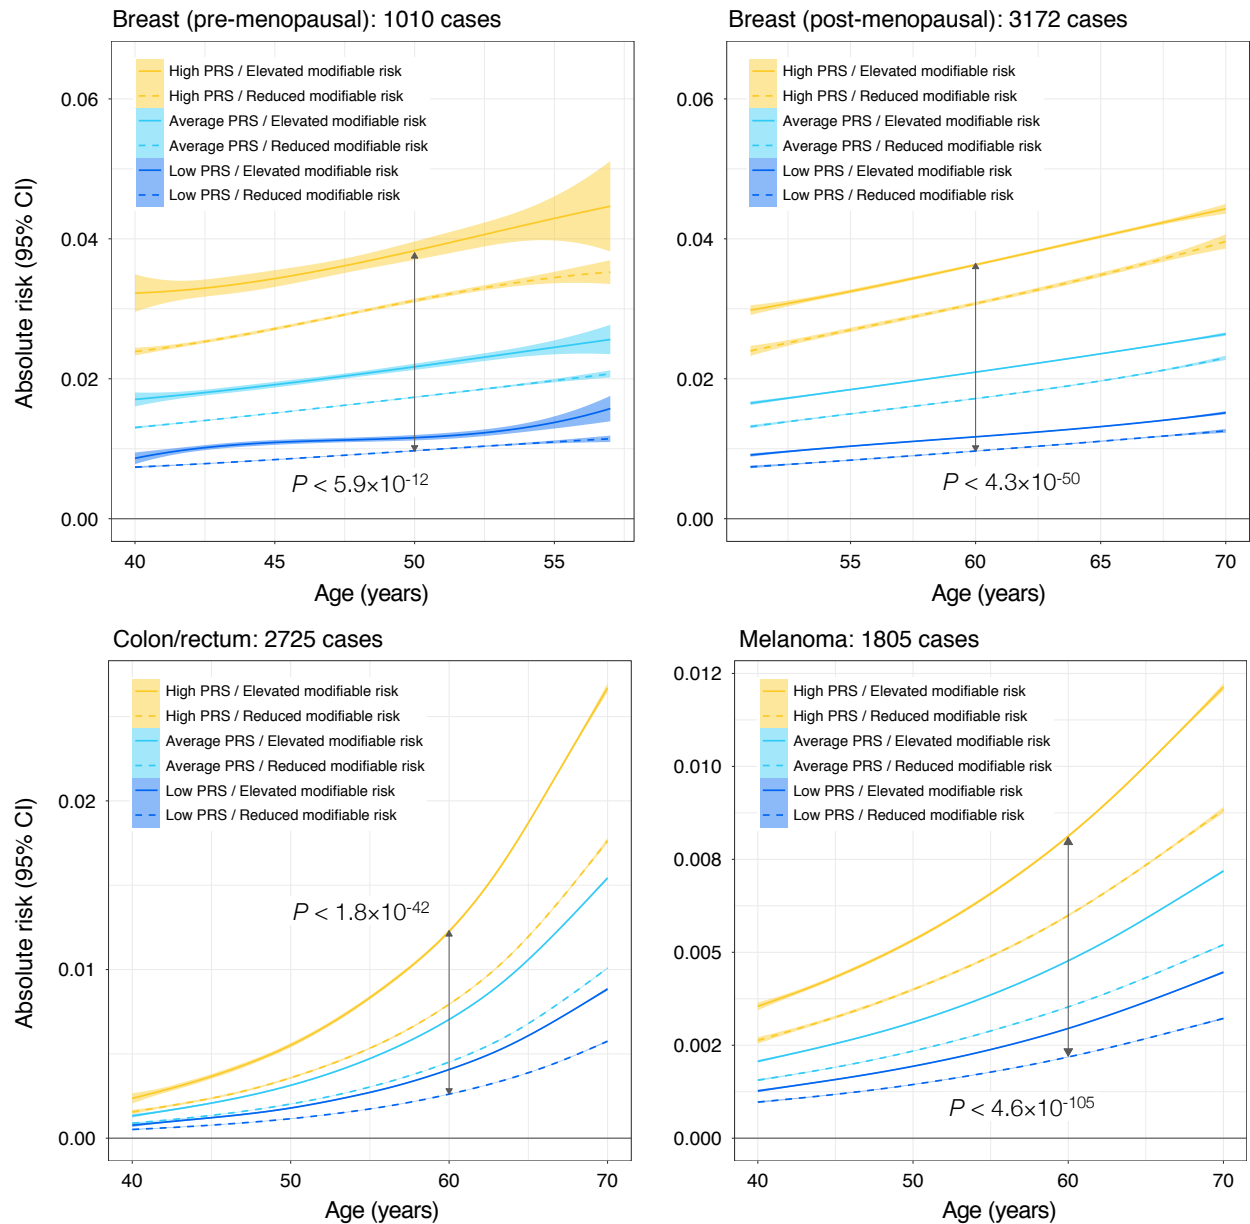 Breast (pre-menopausal): 1010 cases
High PRS / Elevated modifiable risk
High PRS / Reduced modifiable risk
Average PRS / Elevated modifiable risk
Average PRS / Reduced modifiable risk
Low PRS / Elevated modifiable risk
Low PRS / Reduced modifiable risk
0.06
0.04
0.02
0.00
Absolute risk (95% CI)
P < 5.9×10-12
40 45 50 55
Age (years)
Breast (post-menopausal): 3172 cases
High PRS / Elevated modifiable risk
High PRS / Reduced modifiable risk
Average PRS / Elevated modifiable risk
Average PRS / Reduced modifiable risk
Low PRS / Elevated modifiable risk
Low PRS / Reduced modifiable risk
0.06
0.04
0.02
0.00
P < 4.3×10-50
55 60 65 70
Age (years)
Colon/rectum: 2725 cases
High PRS / Elevated modifiable risk
High PRS / Reduced modifiable risk
Average PRS / Elevated modifiable risk
Average PRS / Reduced modifiable risk
Low PRS / Elevated modifiable risk
Low PRS / Reduced modifiable risk
0.02
0.01
0.00
Absolute risk (95% CI)
P < 1.8×10-42
40 50 60 70
Age (years)
Melanoma: 1805 cases
High PRS / Elevated modifiable risk
High PRS / Reduced modifiable risk
Average PRS / Elevated modifiable risk
Average PRS / Reduced modifiable risk
Low PRS / Elevated modifiable risk
Low PRS / Reduced modifiable risk
0.012
0.010
0.008
0.005
0.002
0.000
P < 4.6×10-105
40 50 60 70
Age (years)